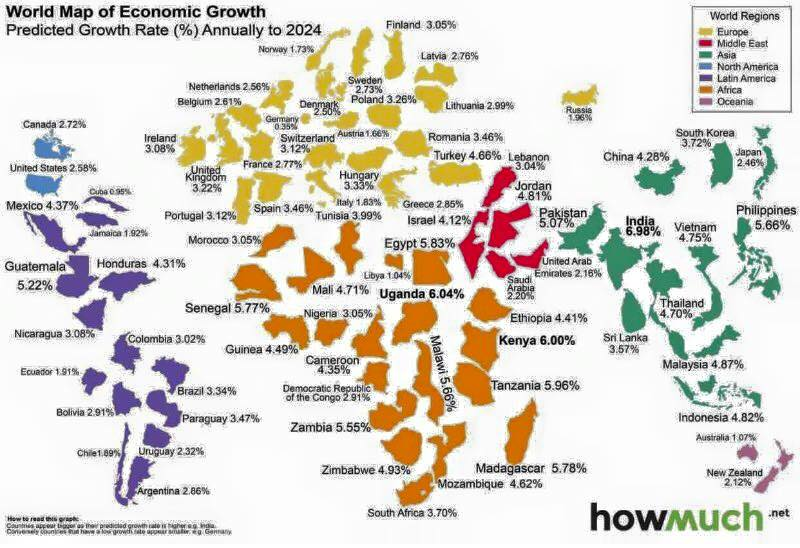 World Map of Economic Growth
Predicted Growth Rate (%) Annually to 2024
World Regions
Europe
Middle East
Asia
North America
Latin America
Africa
Oceania
Finland 3.05%
Norway 1.73%
Latvia 2.76%
Sweden
2.73%
Netherlands 2.56%
Belgium 2.61%
Denmark
2.50%
Poland 3.26%
Lithuania 2.99%
Russia
1.96%
Germany
0.35%
Austria 1.66%
Ireland
3.08%
Switzerland
3.12%
Romania 3.46%
United
Kingdom
3.22%
France 2.77%
Hungary
3.33%
Turkey 4.66%
Portugal 3.12%
Spain 3.46%
Italy 1.83%
Greece 2.85%
Canada 2.72%
United States 2.58%
Mexico 4.37%
Cuba 0.95%
Jamaica 1.92%
Guatemala
5.22%
Honduras 4.31%
Nicaragua 3.08%
Colombia 3.02%
Ecuador 1.91%
Brazil 3.34%
Bolivia 2.91%
Paraguay 3.47%
Chile1.89%
Uruguay 2.32%
Argentina 2.86%
Lebanon
3.04%
Jordan
4.81%
Israel 4.12%
United Arab
Emirates 2.16%
Saudi
Arabia
2.20%
Tunisia 3.99%
Morocco 3.05%
Egypt 5.83%
Libya 1.04%
Mali 4.71%
Uganda 6.04%
Senegal 5.77%
Nigeria 3.05%
Ethiopia 4.41%
Guinea 4.49%
Cameroon
4.35%
Malawi 5.66%
Kenya 6.00%
Democratic Republic
of the Congo 2.91%
Tanzania 5.96%
Zambia 5.55%
Zimbabwe 4.93%
Madagascar 5.78%
Mozambique 4.62%
South Africa 3.70%
South Korea
3.72%
China 4.28%
Japan
2.46%
Pakistan
5.07%
India
6.98%
Vietnam
4.75%
Philippines
5.66%
Thailand
4.70%
Sri Lanka
3.57%
Malaysia 4.87%
Indonesia 4.82%
Australia 1.07%
New Zealand
2.12%
How to read this graph:
Countries appear bigger as their predicted growth rate is higher e.g. India.
Conversely countries that have a low growth rate appear smaller. e.g. Germany.
howmuch.net